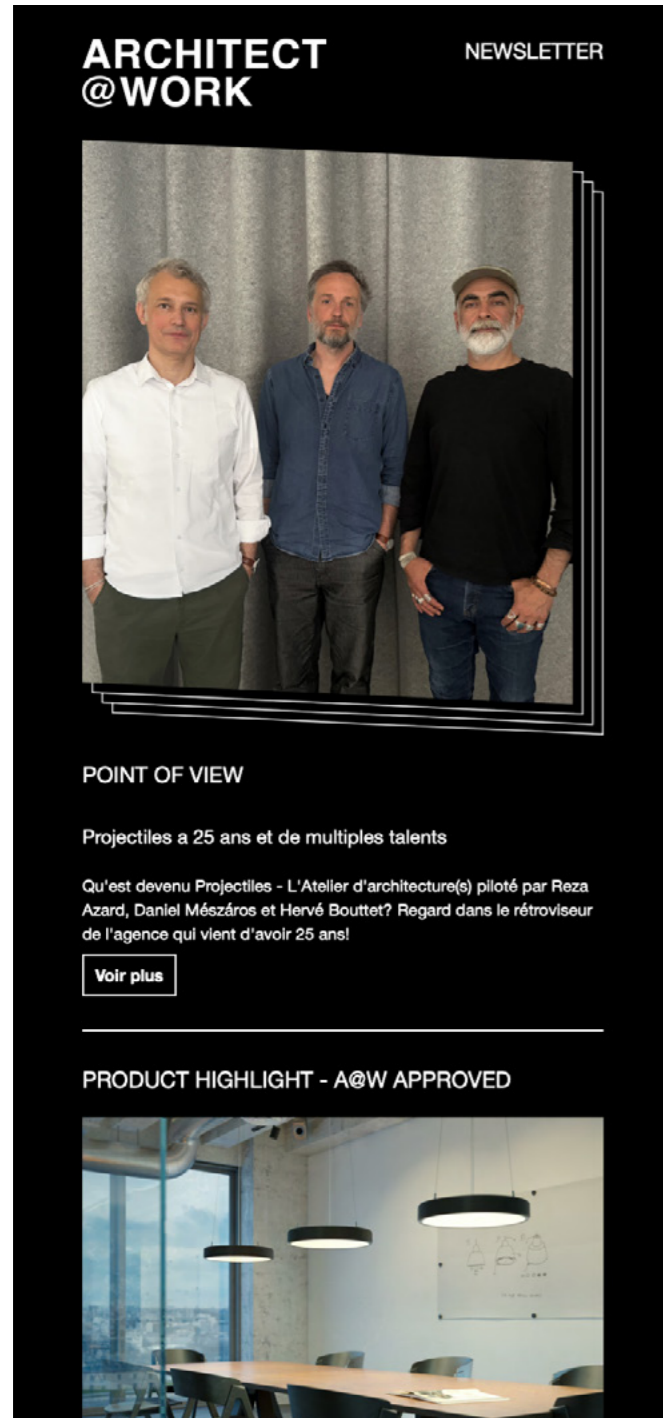 ARCHITECT
@WORK
NEWSLETTER
POINT OF VIEW
Projectiles a 25 ans et de multiples talents
Qu'est devenu Projectiles - L'Atelier d'architecture(s) piloté par Reza
Azard, Daniel Mészáros et Hervé Bouttet? Regard dans le rétroviseur
de l'agence qui vient d'avoir 25 ans!
Voir plus
PRODUCT HIGHLIGHT - A@W APPROVED